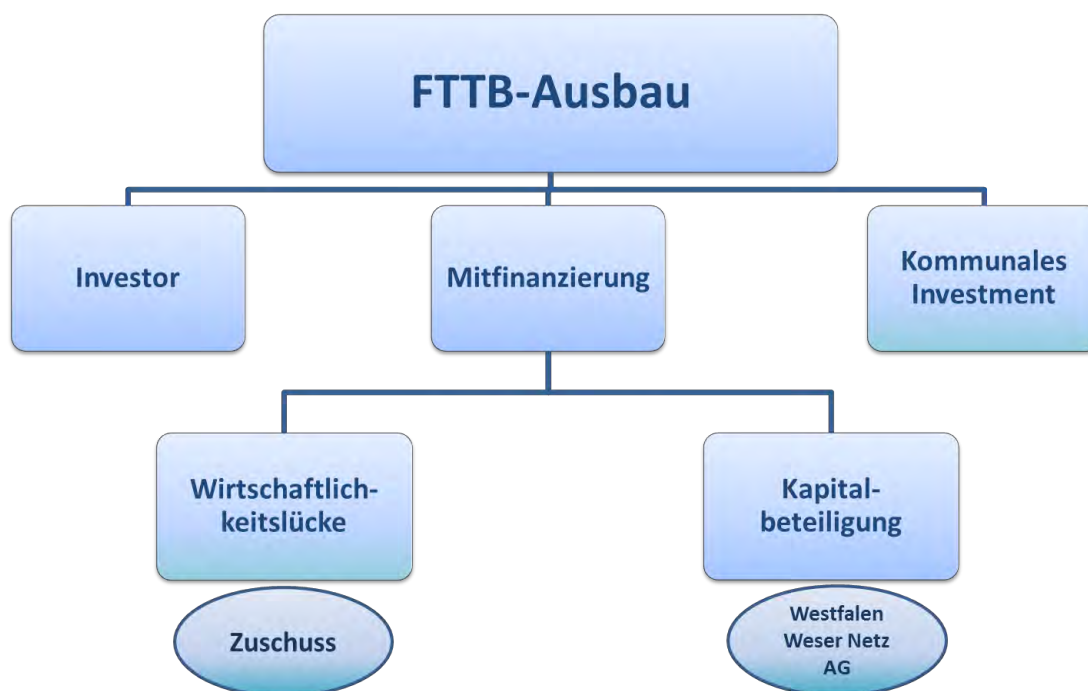 FTTB-Ausbau
Investor
Mitfinanzierung
Kommunales
Investment
Wirtschaftlich-
keitslücke
Kapital-
beteiligung
Zuschuss
Westfalen
Weser Netz
AG